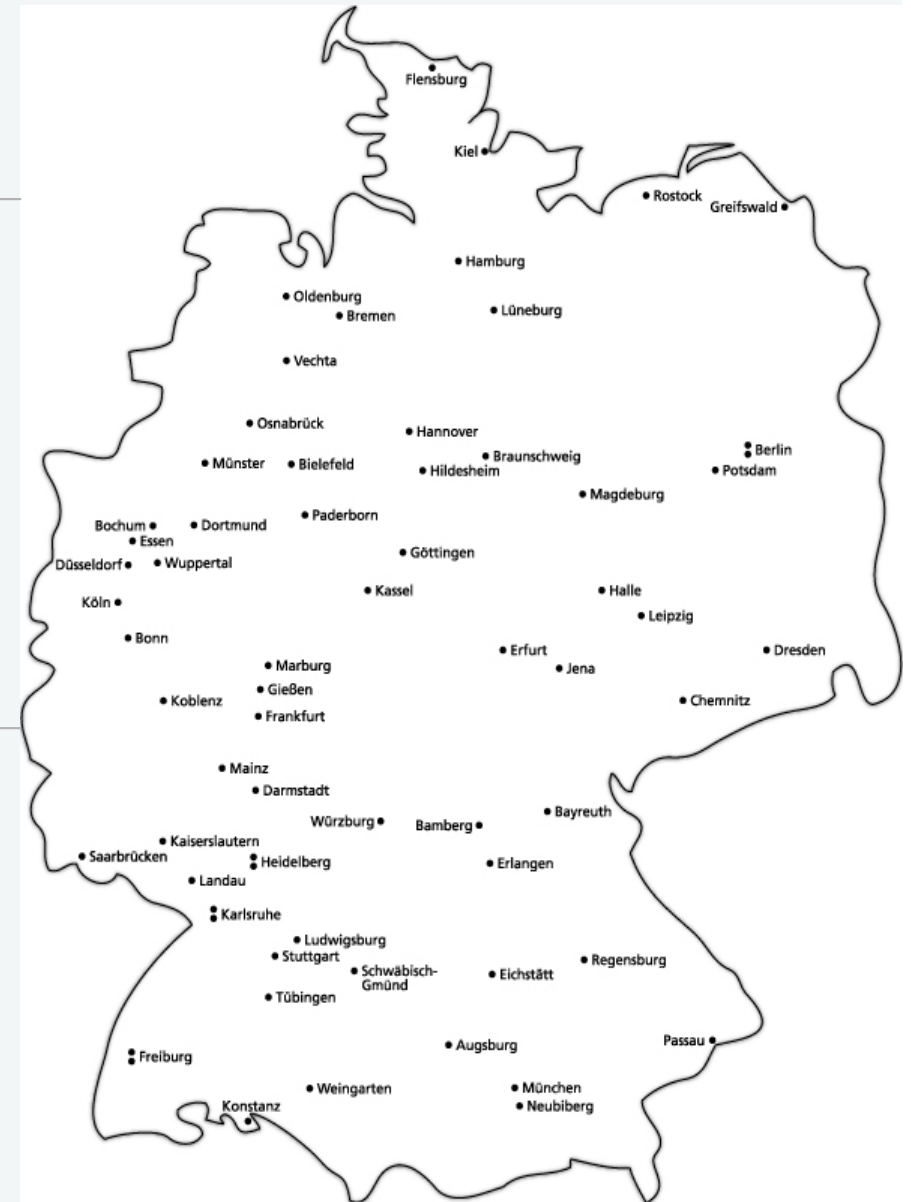 Flensburg
Kiel
Rostock
Greifswald
Hamburg
Oldenburg
Lüneburg
Bremen
Vechta
Osnabrück
Hannover
Berlin
Braunschweig
Münster
Bielefeld
Hildesheim
Potsdam
Magdeburg
Paderborn
Bochum
Dortmund
Essen
Göttingen
Düsseldorf
Wuppertal
Kassel
Halle
Köln
Leipzig
Bonn
Erfurt
Dresden
Marburg
Jena
Gießen
Koblenz
Chemnitz
Frankfurt
Mainz
Darmstadt
Bayreuth
Würzburg
Bamberg
Kaiserslautern
Saarbrücken
Heidelberg
Erlangen
Landau
Karlsruhe
Ludwigsburg
Stuttgart
Regensburg
Schwäbisch-
Gmünd
Eichstätt
Tübingen
Passau
Augsburg
Freiburg
Weingarten
München
Konstanz
Neubiberg